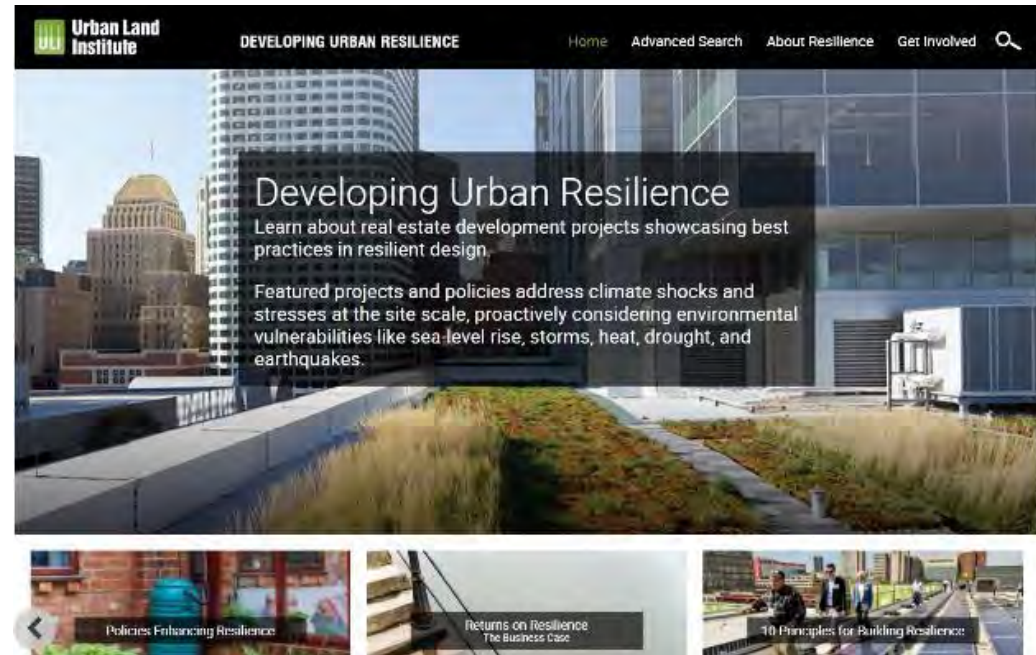 Urban Land
Institute
ULI
DEVELOPING URBAN RESILIENCE
Home
Advanced Search
About Resilience
Get Involved
Developing Urban Resilience
Learn about real estate development projects showcasing best
practices in resilient design.
Featured projects and policies address climate shocks and
stresses at the site scale, proactively considering environmental
vulnerabilities like sea-level rise, storms, heat, drought, and
earthquakes.
Policies Enhancing Resilience
Returns on Resilience
The Business Case
10 Principles for Building Resilience